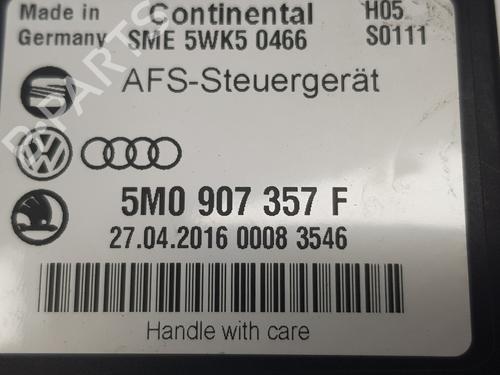 Made in Continental H05
Germany SME 5WK5 0466 S0111
AFS-Steuergerät
5M0 907 357 F
27.04.2016 0008 3546
Handle with care